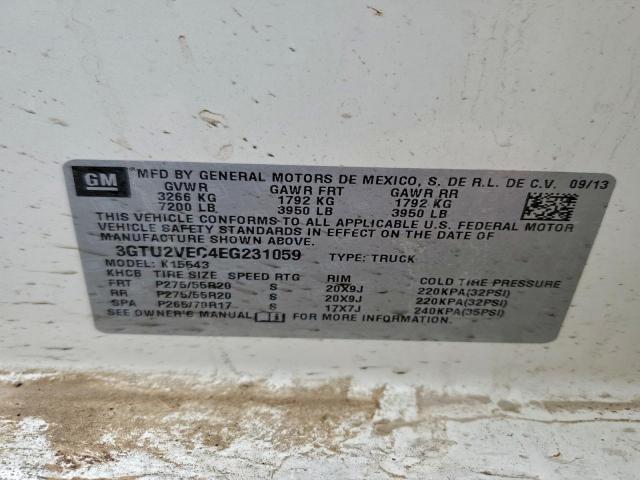 GM MFD BY GENERAL MOTORS DE MEXICO, S. DE R.L. DE C.V. 09/13
GVWR GAWR FRT GAWR RR
3266 KG 1792 KG 1792 KG
7200 LB 3950 LB 3950 LB
THIS VEHICLE CONFORMS TO ALL APPLICABLE U.S. FEDERAL MOTOR
VEHICLE SAFETY STANDARDS IN EFFECT ON THE DATE OF
MANUFACTURE SHOWN ABOVE.
3GTU2VEC4EG231059 TYPE: TRUCK
MODEL: K15543
KHCB TIRE SIZE SPEED RTG RIM COLD TIRE PRESSURE
FRT P275/55R20 S 20X9J 220KPA(32PSI)
RR P275/55R20 S 20X9J 220KPA(32PSI)
SPA P265/70R17 S 17X7J 240KPA(35PSI)
SEE OWNER'S MANUAL FOR MORE INFORMATION.